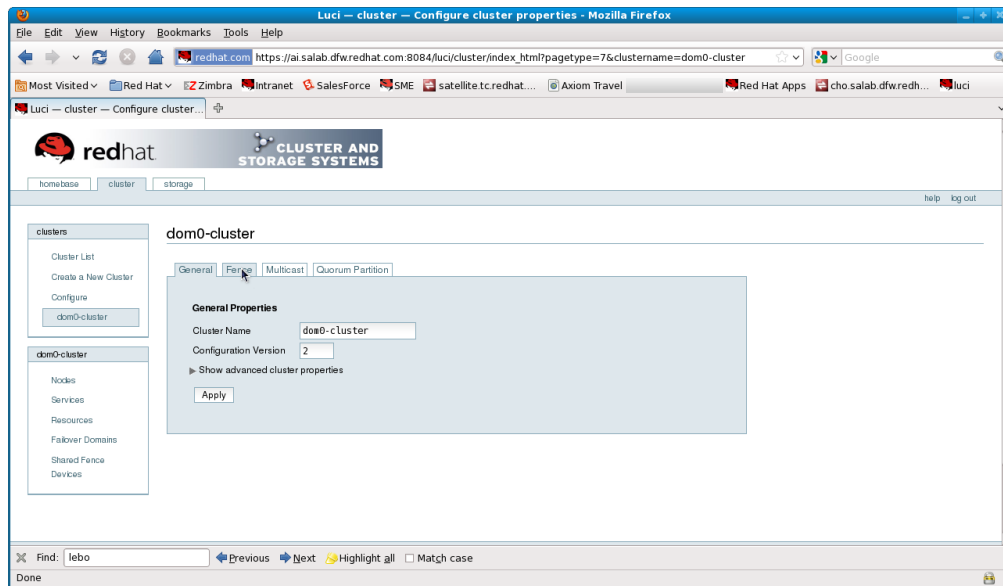 Luci — cluster — Configure cluster properties - Mozilla Firefox
File Edit View History Bookmarks Tools Help
redhat.com https://ai.salab.dfw.redhat.com:8084/luci/cluster/index_html?pagetype=7&clustername=dom0-cluster Google
Most Visited Red Hat Zimbra Intranet SalesForce SME satellite.tc.redhat.... Axiom Travel Red Hat Apps cho.salab.dfw.redh... luci
Luci — cluster — Configure cluster...
redhat. CLUSTER AND
STORAGE SYSTEMS
homebase cluster storage
help log out
clusters
Cluster List
Create a New Cluster
Configure
dom0-cluster
dom0-cluster
Nodes
Services
Resources
Failover Domains
Shared Fence
Devices
dom0-cluster
General Fence Multicast Quorum Partition
General Properties
Cluster Name dom0-cluster
Configuration Version 2
Show advanced cluster properties
Apply
Find: lebo Previous Next Highlight all Match case
Done